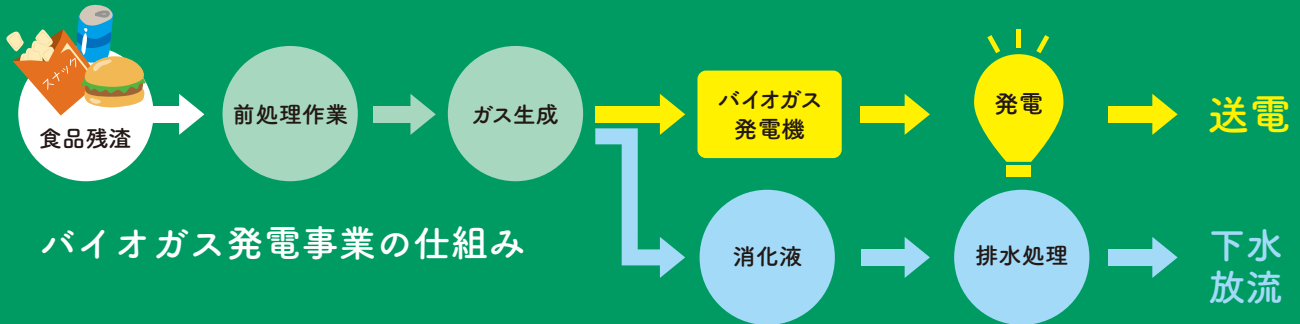 スナック
食品残渣
前処理作業
ガス生成
バイオガス
発電機
発電
送電
バイオガス発電事業の仕組み
消化液
排水処理
下水
放流